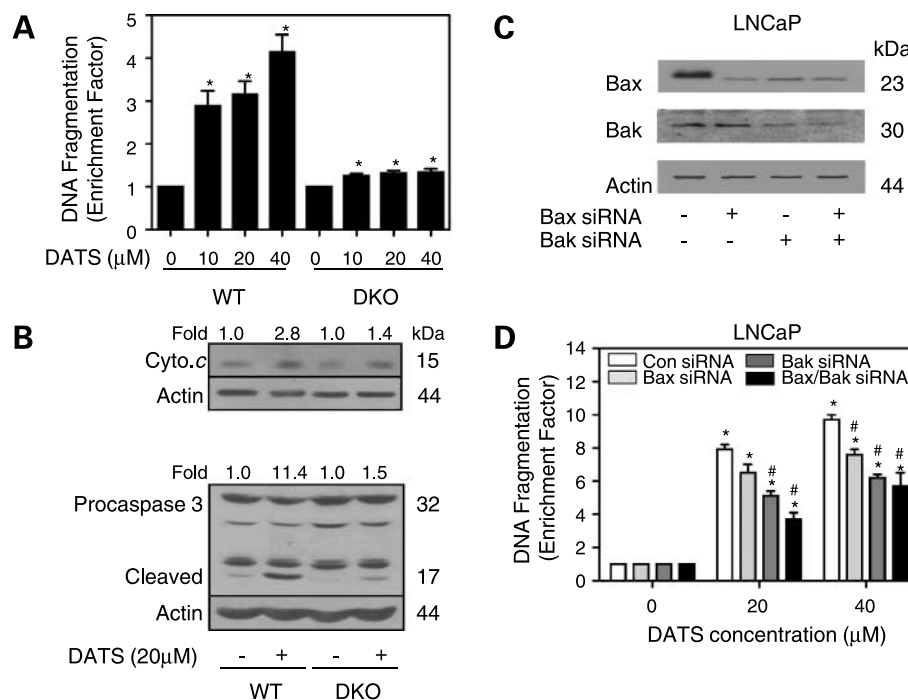 A
DNA Fragmentation
(Enrichment Factor)
5
4
3
2
1
0
* * * * * *
DATS (μM) 0 10 20 40 0 10 20 40
WT DKO
B
Fold 1.0 2.8 1.0 1.4 kDa
Cyto.c 15
Actin 44
Fold 1.0 11.4 1.0 1.5
Procaspase 3 32
Cleaved 17
Actin 44
DATS (20μM) - + - +
WT DKO
C
LNCaP
kDa
Bax 23
Bak 30
Actin 44
Bax siRNA - + - +
Bak siRNA - - + +
D
LNCaP
Con siRNA Bak siRNA
Bax siRNA Bax/Bak siRNA
DNA Fragmentation
(Enrichment Factor)
14
12
10
8
6
4
2
0
* * #* #* * #* #* #*
0 20 40
DATS concentration (μM)